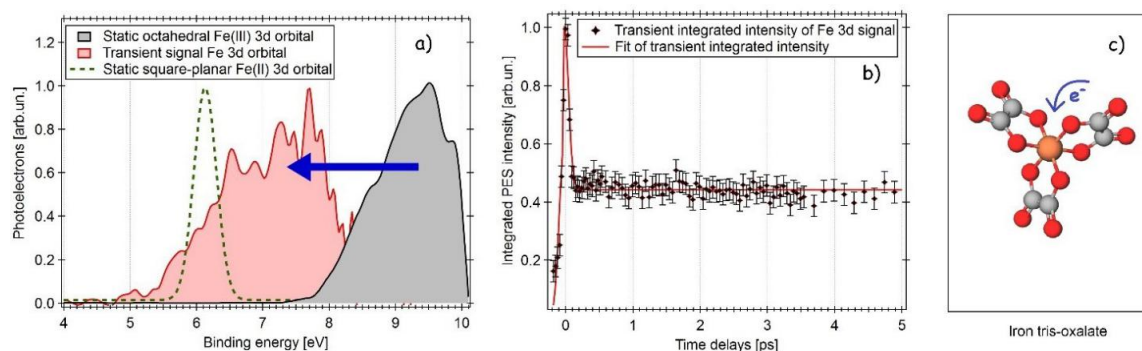 Static octahedral Fe(III) 3d orbital
Transient signal Fe 3d orbital
Static square-planar Fe(II) 3d orbital
a)
Photoelectrons [arb.un.]
1.2
1.0
0.8
0.6
0.4
0.2
0.0
4 5 6 7 8 9 10
Binding energy [eV]
Transient integrated intensity of Fe 3d signal
Fit of transient integrated intensity
b)
Integrated PES intensity [arb.un.]
1.0
0.8
0.6
0.4
0.2
0 1 2 3 4 5
Time delays [ps]
c)
e⁻
Iron tris-oxalate